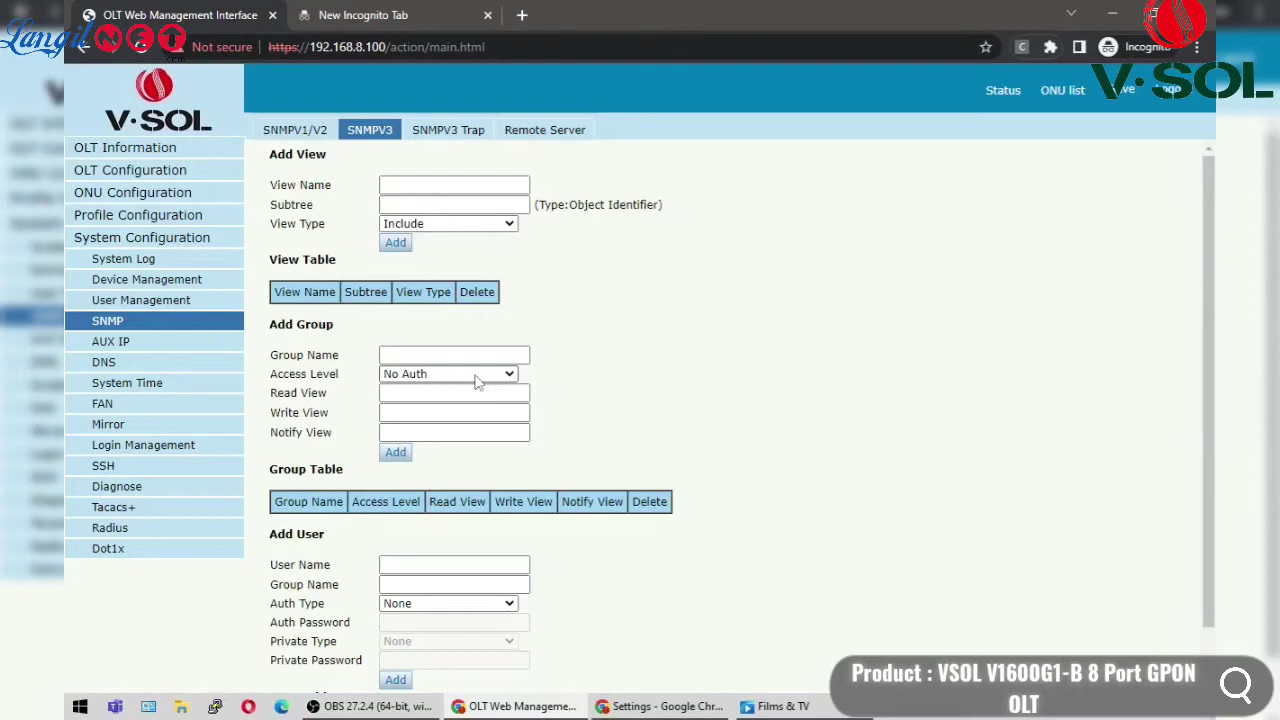 OLT Web Management Interface
New Incognito Tab
LangilNET
.com
Not secure
https://192.168.8.100/action/main.html
C
Incognito
V·SOL
V·SOL
Status
ONU list
SNMPV1/V2
SNMPV3
SNMPV3 Trap
Remote Server
OLT Information
OLT Configuration
ONU Configuration
Profile Configuration
System Configuration
System Log
Device Management
User Management
SNMP
AUX IP
DNS
System Time
FAN
Mirror
Login Management
SSH
Diagnose
Tacacs+
Radius
Dot1x
Add View
View Name
Subtree
(Type:Object Identifier)
View Type
Include
Add
View Table
View Name
Subtree
View Type
Delete
Add Group
Group Name
Access Level
No Auth
Read View
Write View
Notify View
Add
Group Table
Group Name
Access Level
Read View
Write View
Notify View
Delete
Add User
User Name
Group Name
Auth Type
None
Auth Password
Private Type
None
Private Password
Add
Product : VSOL V1600G1-B 8 Port GPON
OLT
OBS 27.2.4 (64-bit, wi...
OLT Web Manageme...
Settings - Google Chr...
Films & TV